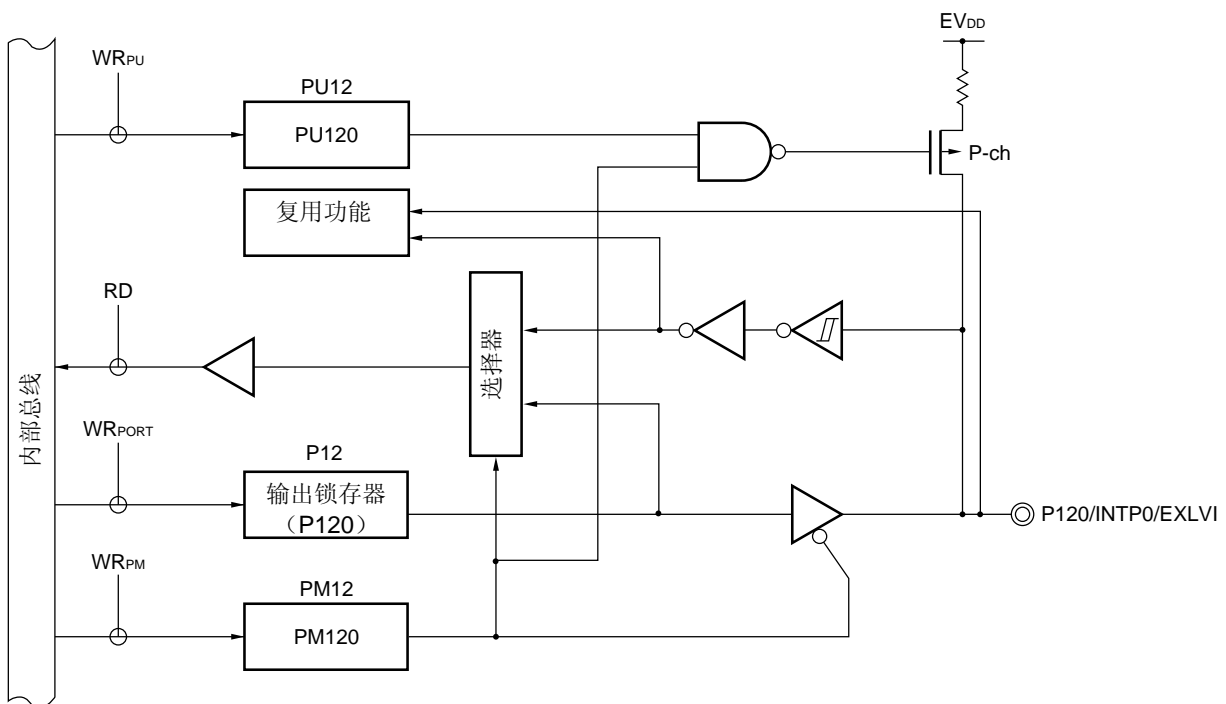 EVDD
WRPU
PU12
PU120
P-ch
复用功能
RD
选择器
内部总线
WRPORT
P12
输出锁存器
（P120）
P120/INTP0/EXLVI
WRPM
PM12
PM120